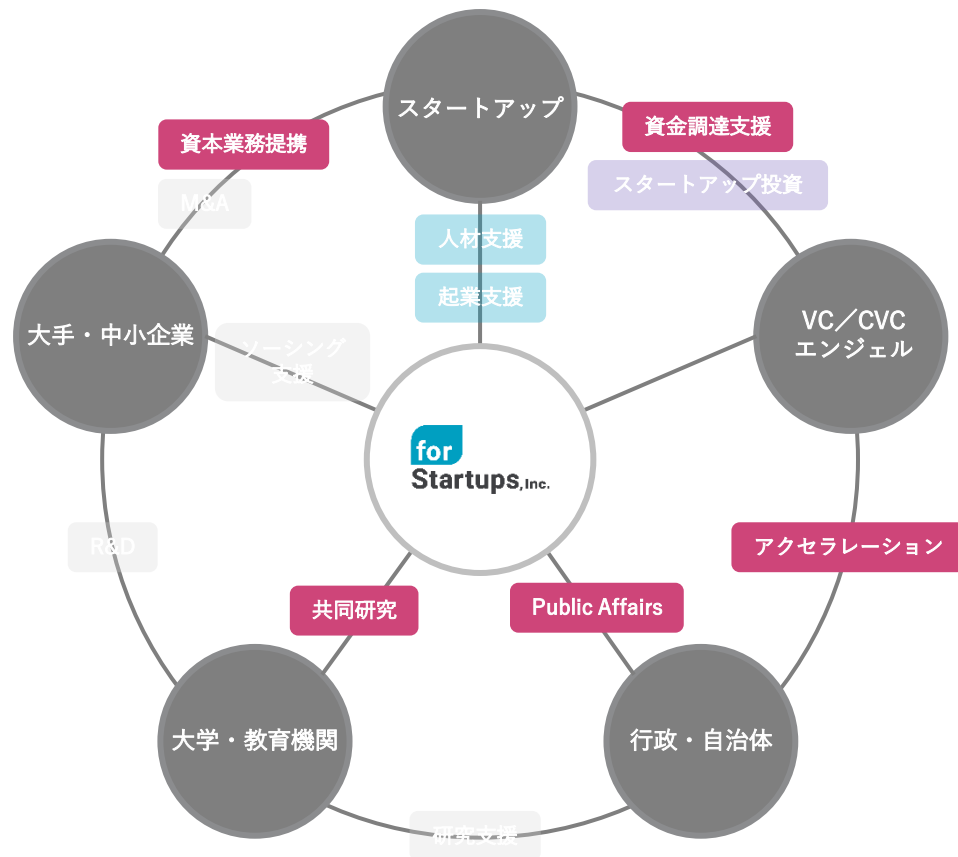 スタートアップ
資金調達支援
資本業務提携
スタートアップ投資
M&A
人材支援
起業支援
VC／CVC
エンジェル
大手・中小企業
ソーシング
支援
for
Startups,Inc.
R&D
アクセラレーション
共同研究
Public Affairs
大学・教育機関
行政・自治体
研究支援